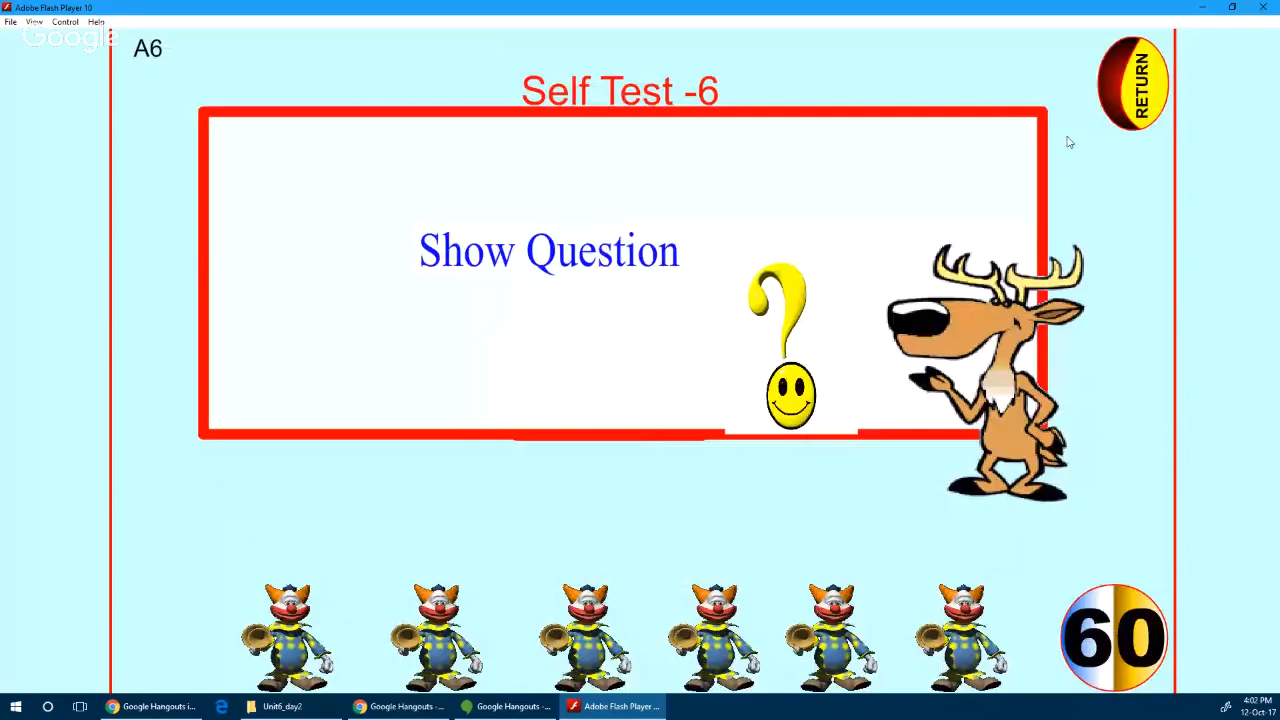 Adobe Flash Player 10
File View Control Help
Google
A6
Self Test -6
RETURN
Show Question
60
Google Hangouts i...
Unit6_day2
Google Hangouts -...
Google Hangouts -...
Adobe Flash Player ...
4:02 PM
12-Oct-17